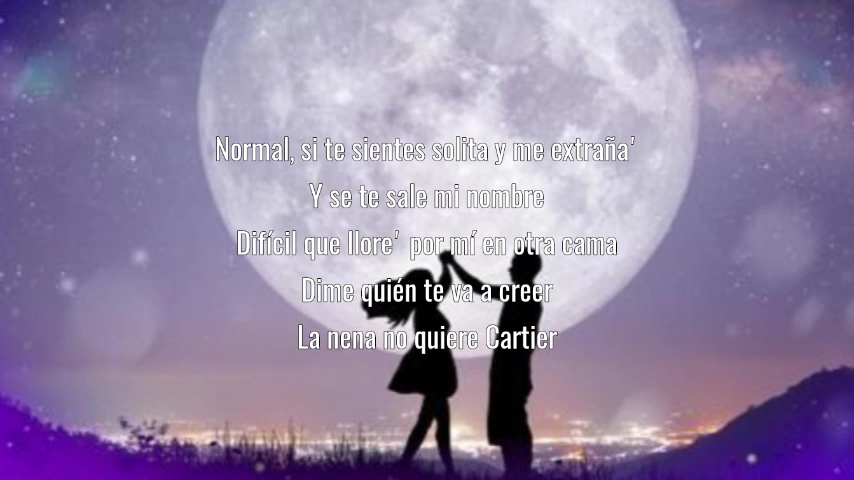 Normal, si te sientes solita y me extraña'
Y se te sale mi nombre
Difícil que llore' por mí en otra cama
Dime quién te va a creer
La nena no quiere Cartier